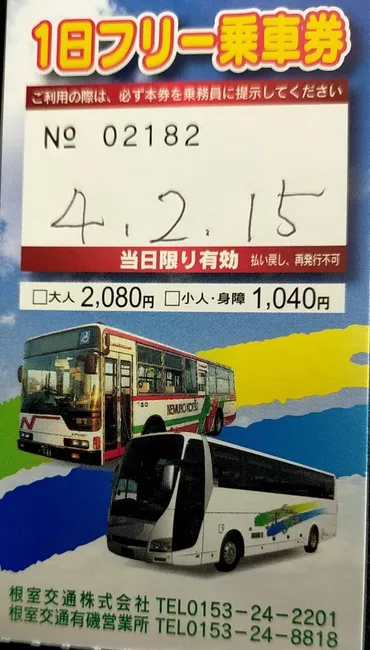 1日フリー乗車券
ご利用の際は、必ず本券を乗務員に提示してください
No 02182
4.2.15
当日限り有効 払い戻し、再発行不可
□大人 2,080円 □小人・身障 1,040円
NEMURO KOTSU
根室交通株式会社 TEL0153-24-2201
根室交通有磯営業所 TEL0153-24-8818